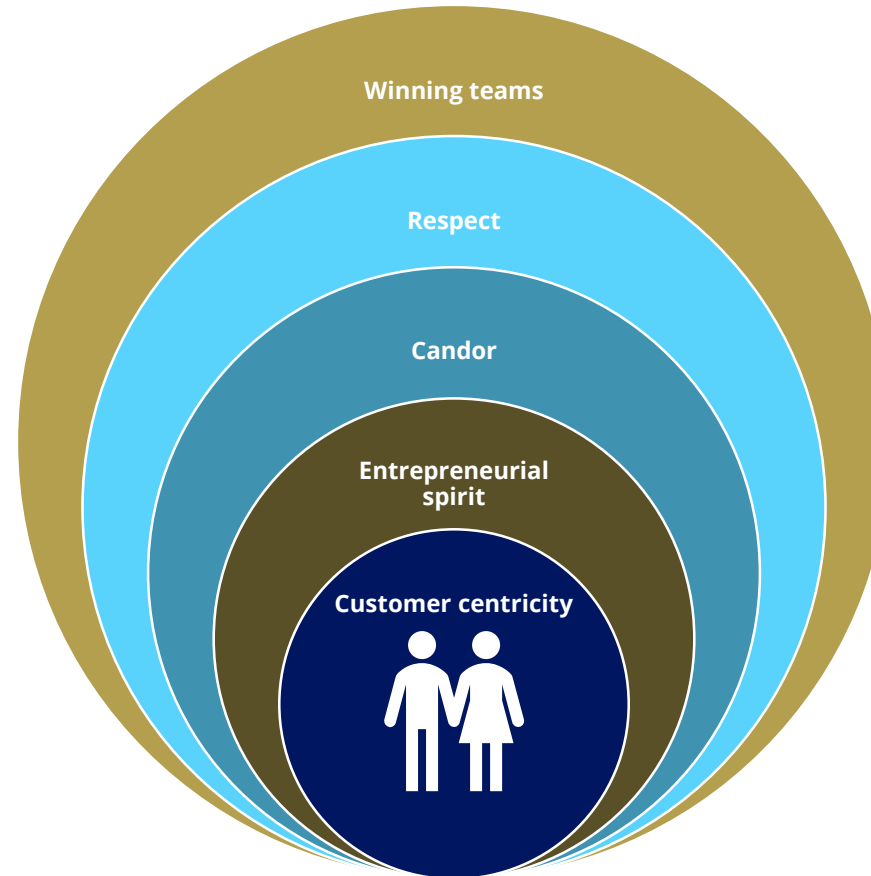 Winning teams
Respect
Candor
Entrepreneurial
spirit
Customer centricity